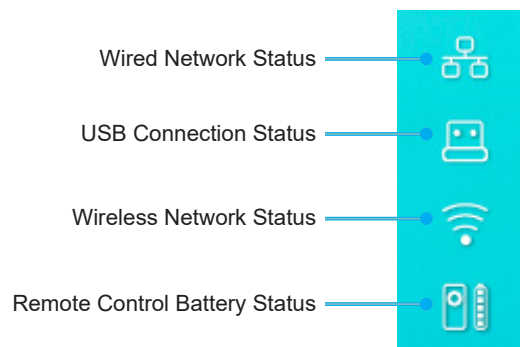 Wired Network Status
USB Connection Status
Wireless Network Status
Remote Control Battery Status